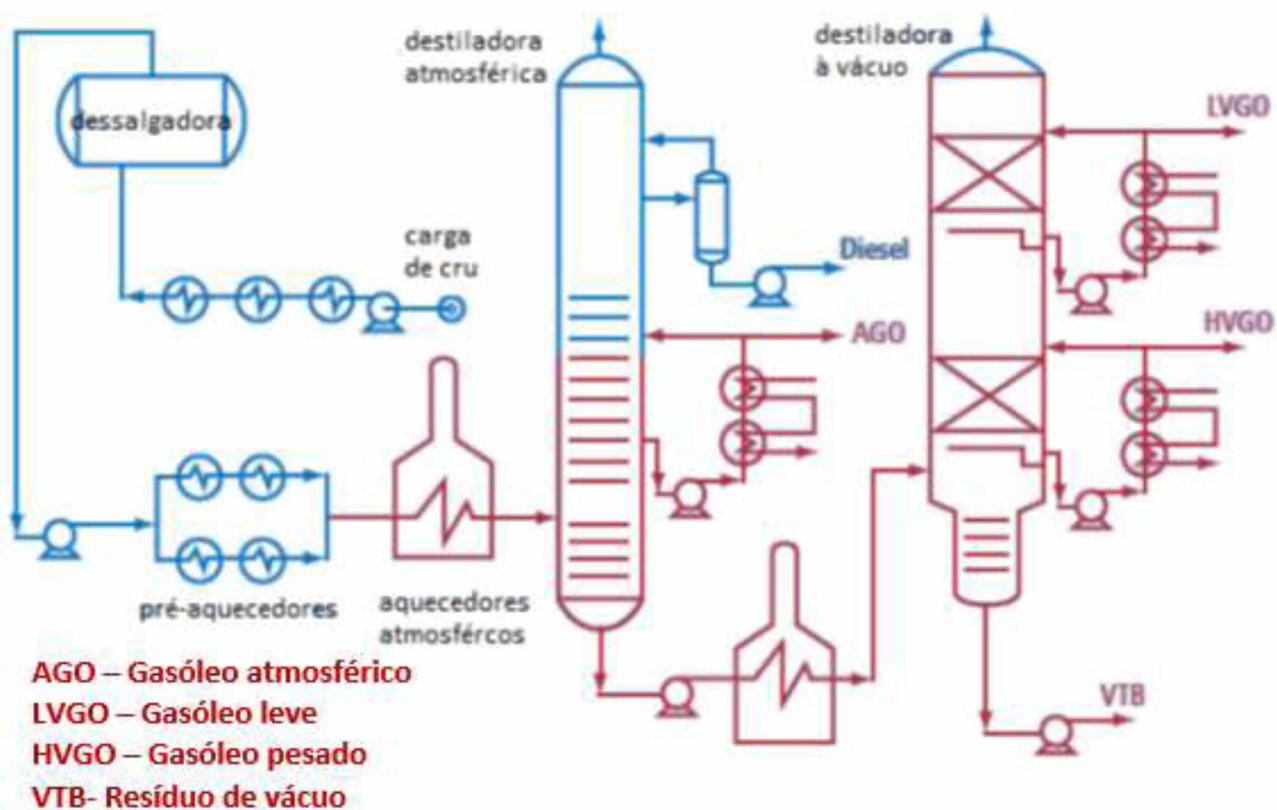 destiladora
atmosférica
destiladora
à vácuo
dessalgadora
LVGO
carga
de cru
Diesel
AGO
HVGO
pré-aquecedores
aquecedores
atmosfércos
VTB
AGO – Gasóleo atmosférico
LVGO – Gasóleo leve
HVGO – Gasóleo pesado
VTB- Resíduo de vácuo